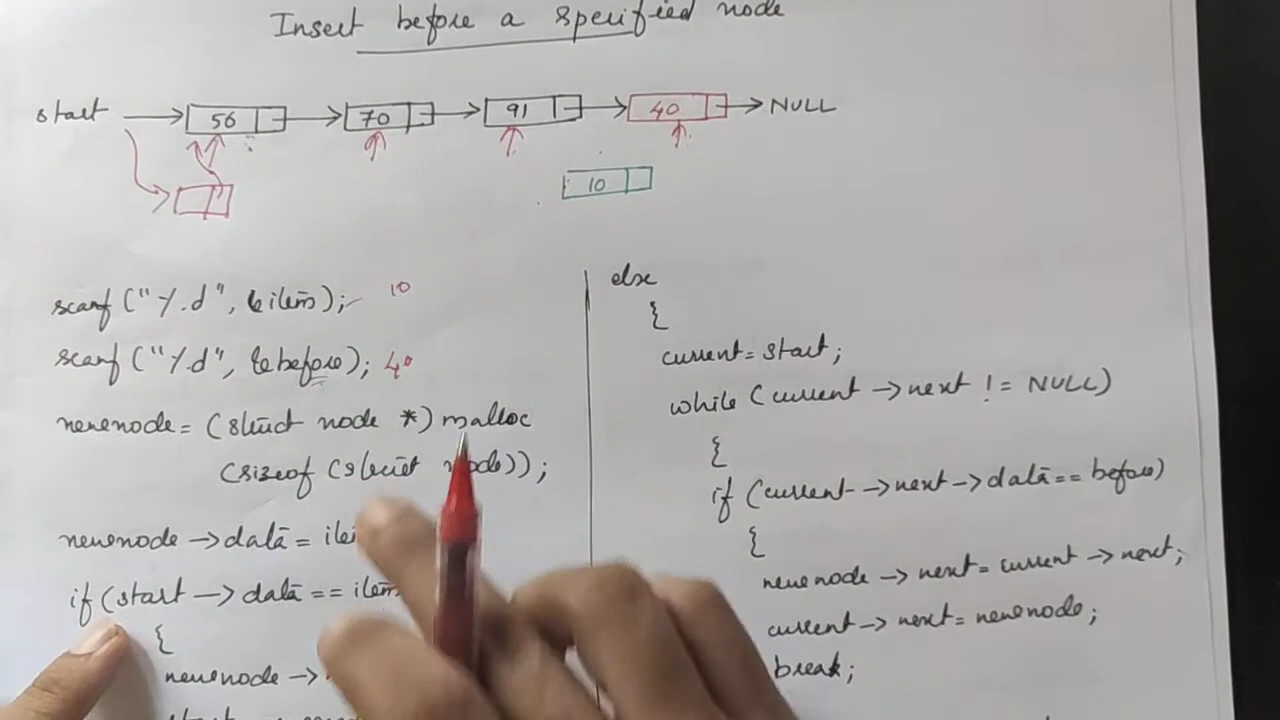 Insert before a specified node
start 56 70 91 40 NULL
10
scanf ("%d", &item); 10
scanf ("%d", &before); 40
newnode = (struct node *) malloc
(sizeof (struct node));
newnode -> data =
if (start -> data == item
{
newnode ->
else
{
current = start;
while (current -> next != NULL)
{
if (current -> next -> data == before)
{
newnode -> next = current -> next;
current -> next = newnode;
break;